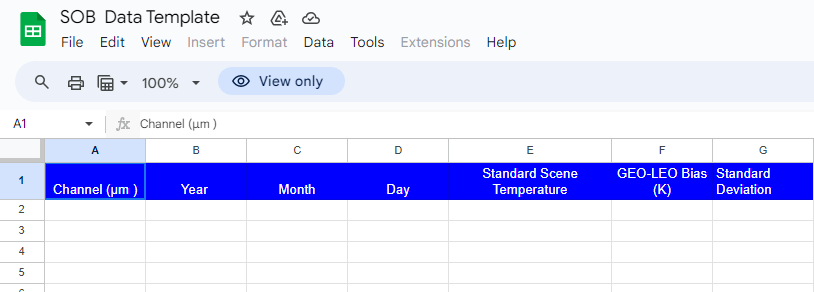 SOB  Data Template
File Edit View Insert Format Data Tools Extensions Help
100% View only
A1 fx Channel (µm )
A B C D E F G
1 Channel (µm ) Year Month Day Standard Scene Temperature GEO-LEO Bias (K) Standard Deviation
2
3
4
5